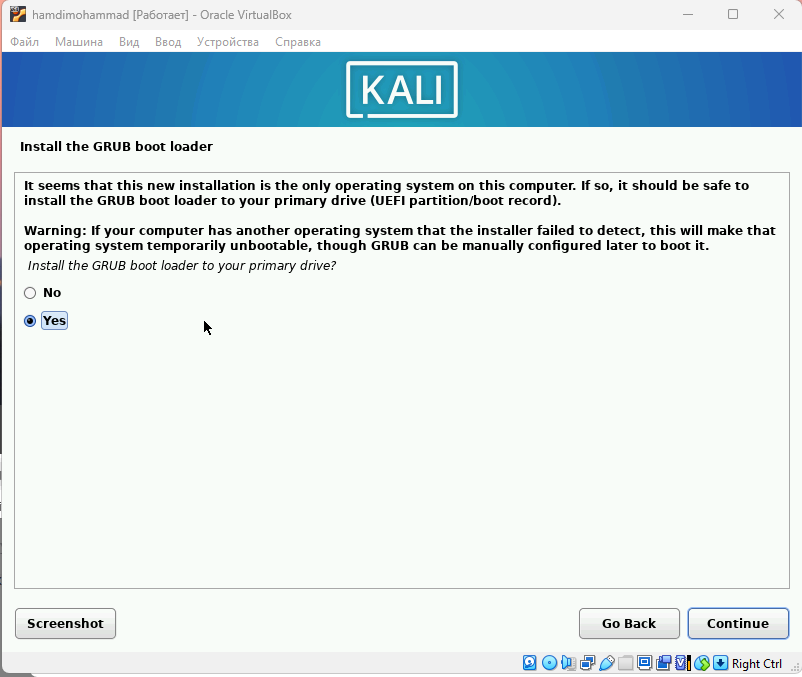 hamdimohammad [Работает] - Oracle VirtualBox
Файл Машина Вид Ввод Устройства Справка
KALI
Install the GRUB boot loader
It seems that this new installation is the only operating system on this computer. If so, it should be safe to
install the GRUB boot loader to your primary drive (UEFI partition/boot record).
Warning: If your computer has another operating system that the installer failed to detect, this will make that
operating system temporarily unbootable, though GRUB can be manually configured later to boot it.
Install the GRUB boot loader to your primary drive?
No
Yes
Screenshot
Go Back
Continue
Right Ctrl